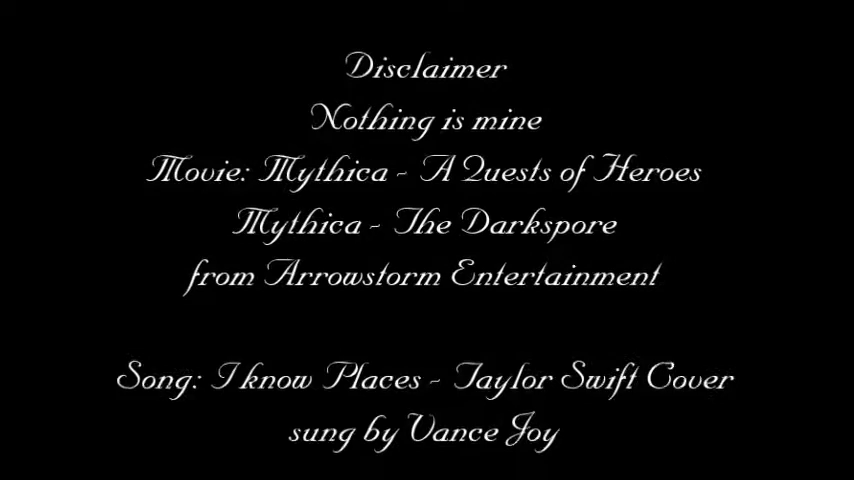 Disclaimer
Nothing is mine
Movie: Mythica - A Quests of Heroes
Mythica - The Darkspore
from Arrowstorm Entertainment
Song: I know Places - Taylor Swift Cover
sung by Vance Joy